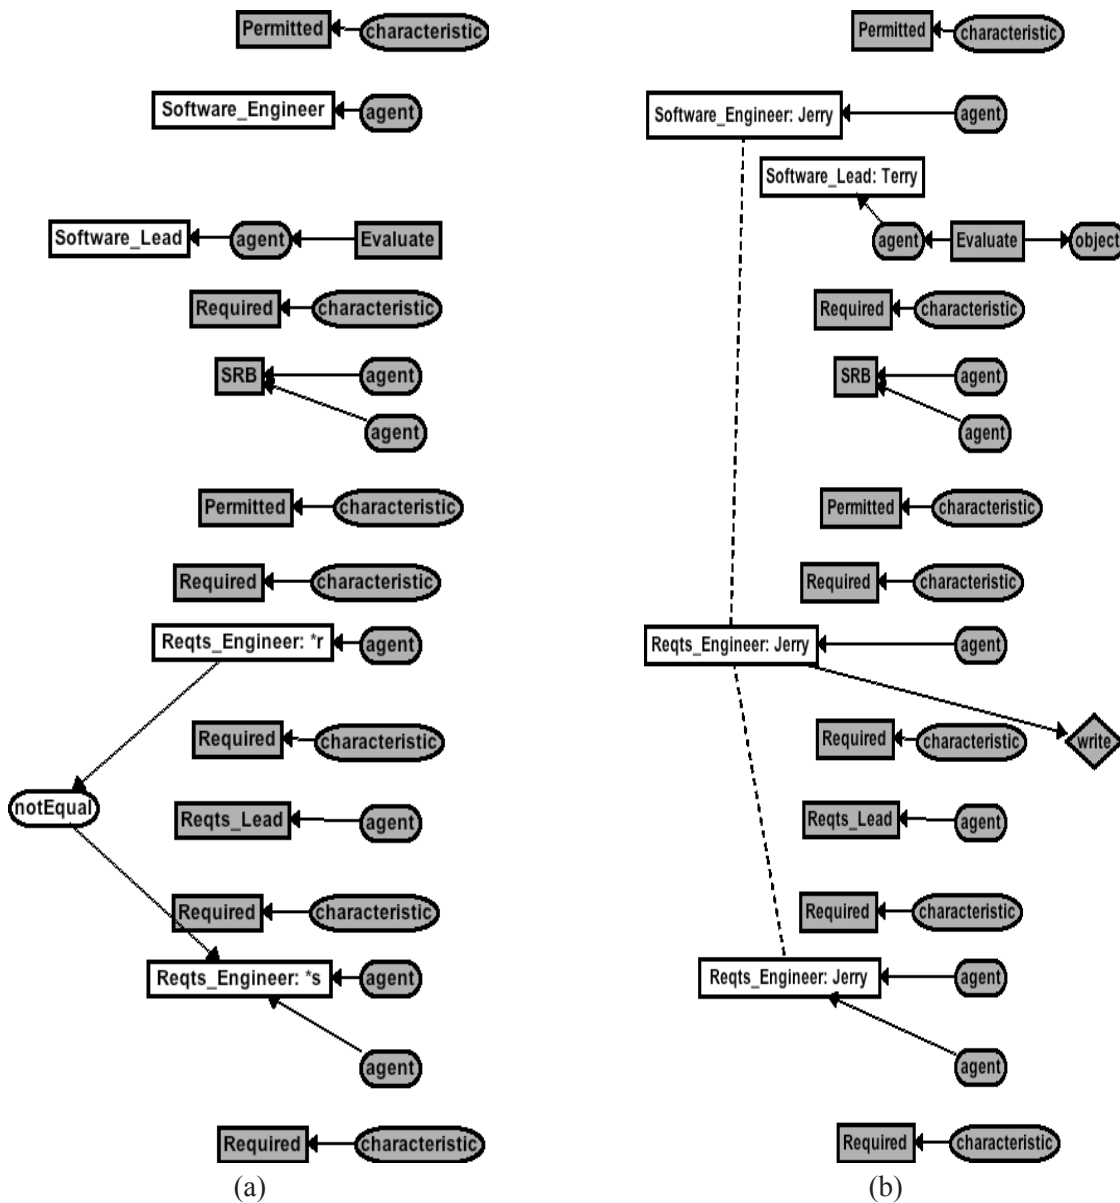 Permitted characteristic
Software_Engineer agent
Software_Lead agent Evaluate
Required characteristic
SRB agent
agent
Permitted characteristic
Required characteristic
Reqts_Engineer: *r agent
Required characteristic
notEqual
Reqts_Lead agent
Required characteristic
Reqts_Engineer: *s agent
agent
Required characteristic
(a)
Permitted characteristic
Software_Engineer: Jerry agent
Software_Lead: Terry
agent Evaluate object
Required characteristic
SRB agent
agent
Permitted characteristic
Required characteristic
Reqts_Engineer: Jerry agent
Required characteristic write
Reqts_Lead agent
Required characteristic
Reqts_Engineer: Jerry agent
agent
Required characteristic
(b)